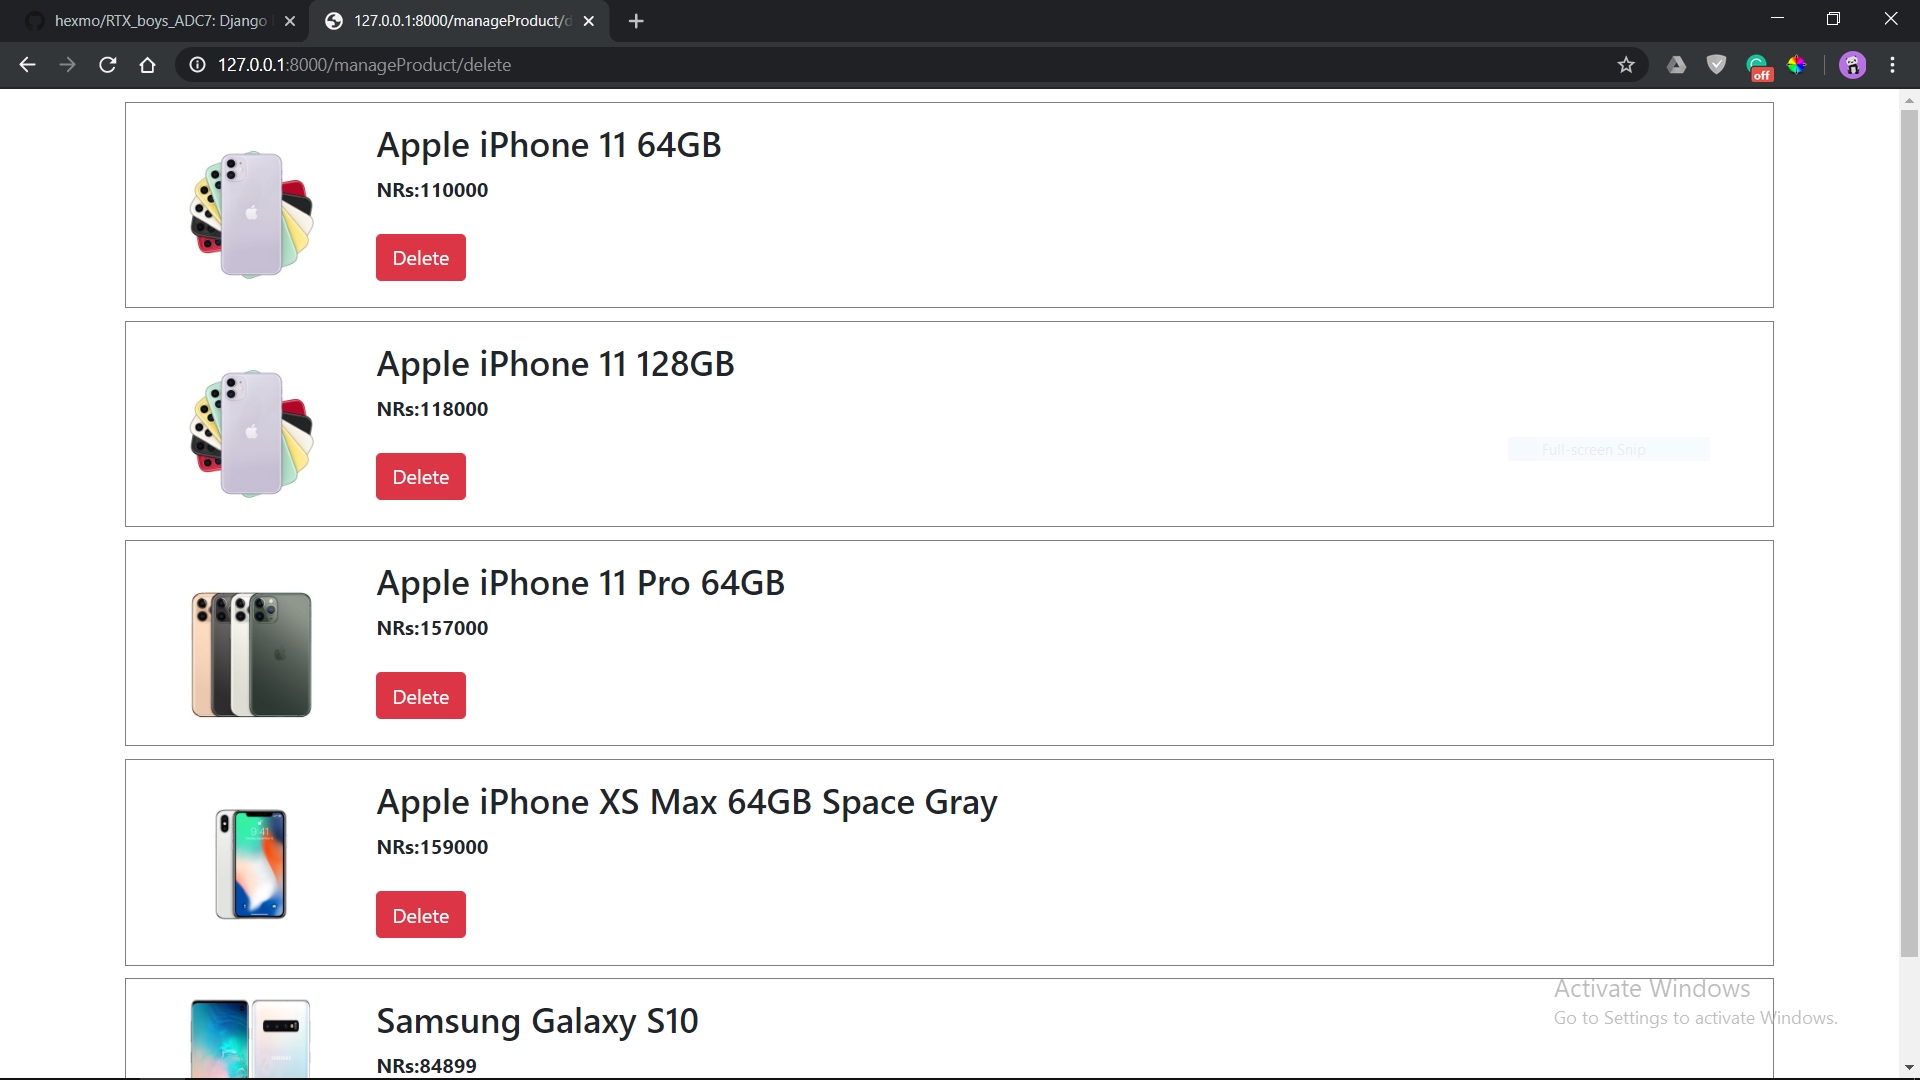 hexmo/RTX_boys_ADC7: Django
127.0.0.1:8000/manageProduct/d
127.0.0.1:8000/manageProduct/delete
off
Apple iPhone 11 64GB
NRs:110000
Delete
Apple iPhone 11 128GB
NRs:118000
Full-screen Snip
Delete
Apple iPhone 11 Pro 64GB
NRs:157000
Delete
Apple iPhone XS Max 64GB Space Gray
9:41
NRs:159000
Delete
Activate Windows
Go to Settings to activate Windows.
Samsung Galaxy S10
NRs:84899